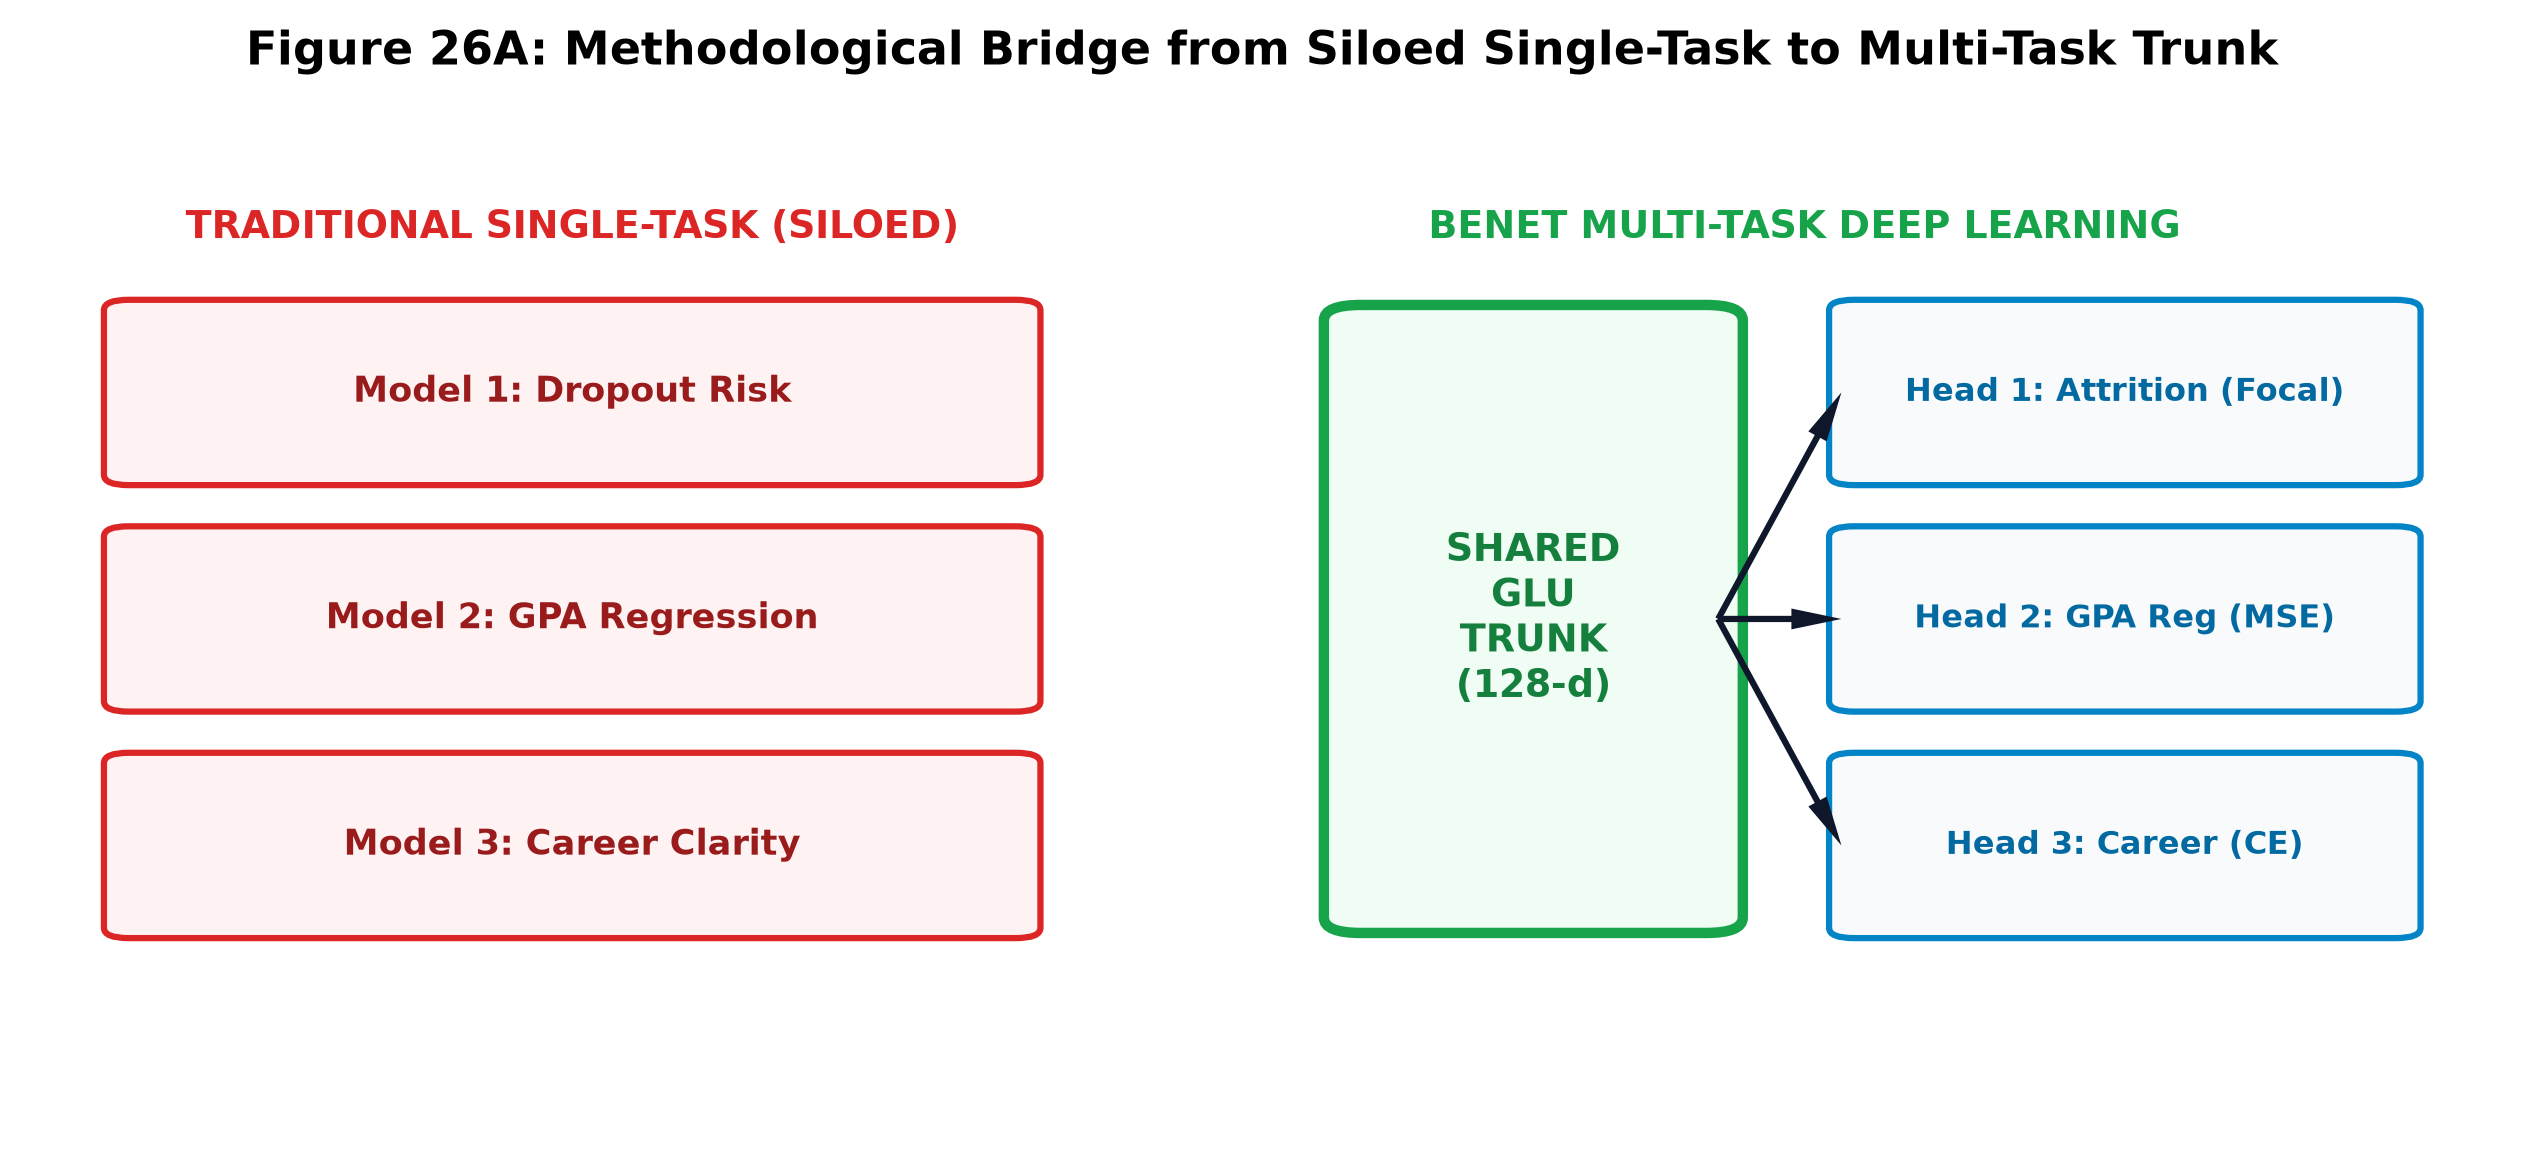 Figure 26A: Methodological Bridge from Siloed Single-Task to Multi-Task Trunk
TRADITIONAL SINGLE-TASK (SILOED)
Model 1: Dropout Risk
Model 2: GPA Regression
Model 3: Career Clarity
BENET MULTI-TASK DEEP LEARNING
SHARED
GLU
TRUNK
(128-d)
Head 1: Attrition (Focal)
Head 2: GPA Reg (MSE)
Head 3: Career (CE)